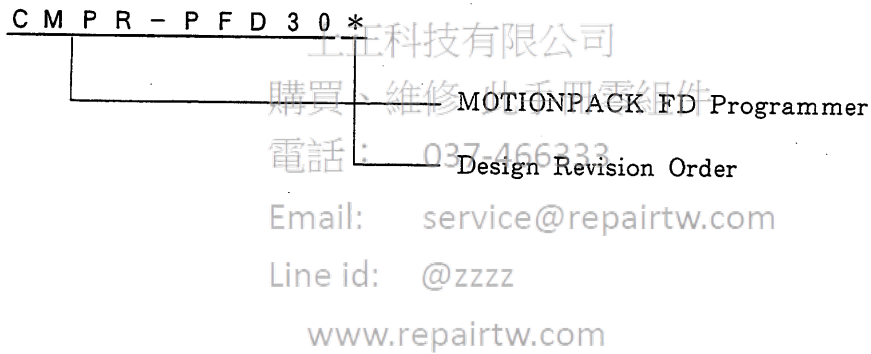 CMPR-PFD30*
上正科技有限公司
購買、維修 此手冊零組件
MOTIONPACK FD Programmer
電話： 037-466333
Design Revision Order
Email: service@repairtw.com
Line id: @zzzz
www.repairtw.com